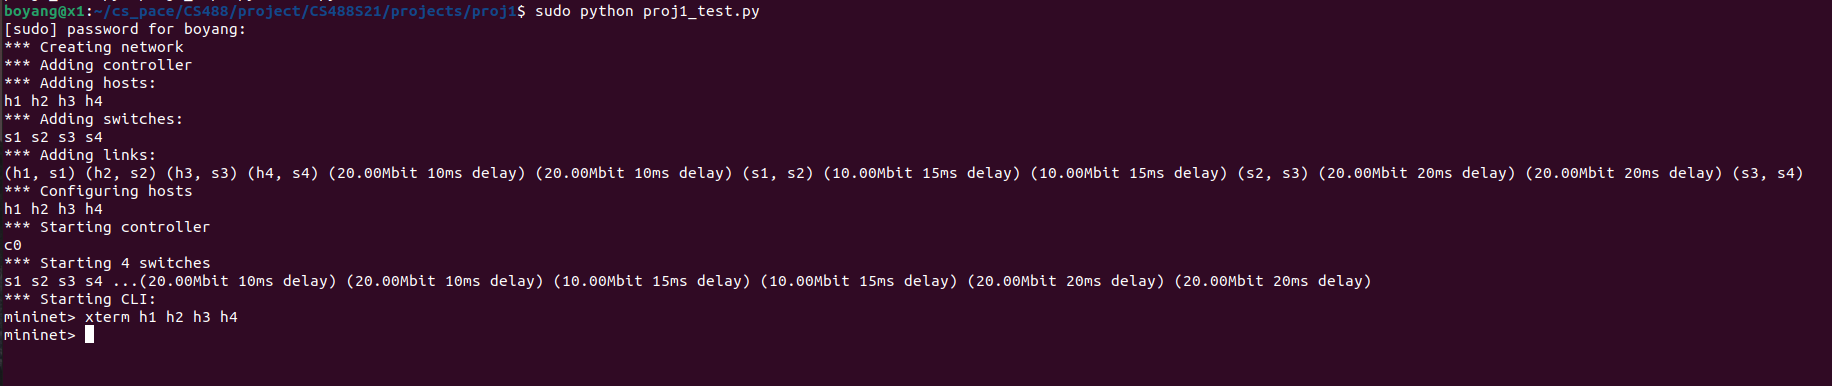 boyang@x1:~/cs_pace/CS488/project/CS488S21/projects/proj1$ sudo python proj1_test.py
[sudo] password for boyang:
*** Creating network
*** Adding controller
*** Adding hosts:
h1 h2 h3 h4
*** Adding switches:
s1 s2 s3 s4
*** Adding links:
(h1, s1) (h2, s2) (h3, s3) (h4, s4) (20.00Mbit 10ms delay) (20.00Mbit 10ms delay) (s1, s2) (10.00Mbit 15ms delay) (10.00Mbit 15ms delay) (s2, s3) (20.00Mbit 20ms delay) (20.00Mbit 20ms delay) (s3, s4)
*** Configuring hosts
h1 h2 h3 h4
*** Starting controller
c0
*** Starting 4 switches
s1 s2 s3 s4 ...(20.00Mbit 10ms delay) (20.00Mbit 10ms delay) (10.00Mbit 15ms delay) (10.00Mbit 15ms delay) (20.00Mbit 20ms delay) (20.00Mbit 20ms delay)
*** Starting CLI:
mininet> xterm h1 h2 h3 h4
mininet>